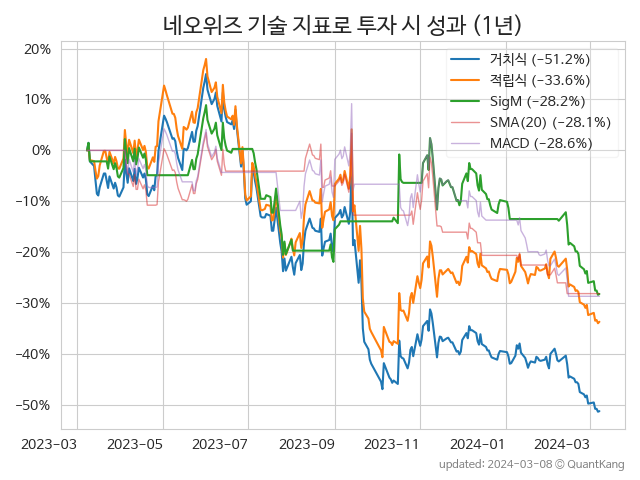 네오위즈 기술 지표로 투자 시 성과 (1년)
거치식 (−51.2%)
적립식 (−33.6%)
SigM (−28.2%)
SMA(20) (−28.1%)
MACD (−28.6%)
20%
10%
0%
−10%
−20%
−30%
−40%
−50%
2023−03 2023−05 2023−07 2023−09 2023−11 2024−01 2024−03
updated: 2024−03−08 © QuantKang